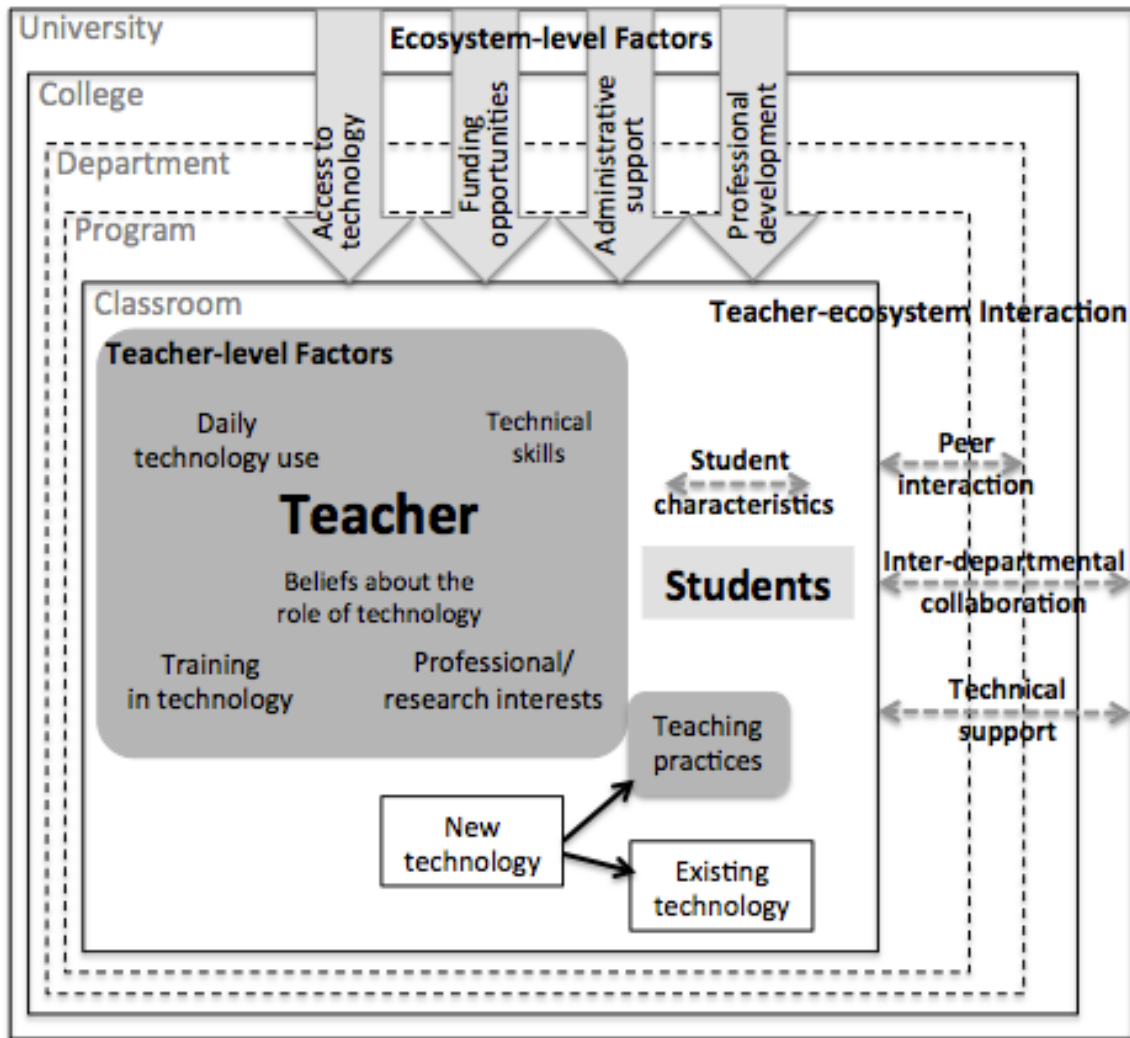 University
Ecosystem-level Factors
College
Access to
technology
Funding
opportunities
Administrative
support
Professional
development
Department
Program
Classroom
Teacher-ecosystem Interaction
Teacher-level Factors
Daily
technology use
Technical
skills
Teacher
Beliefs about the
role of technology
Training
in technology
Professional/
research interests
Student
characteristics
Students
Peer
interaction
Inter-departmental
collaboration
Technical
support
Teaching
practices
New
technology
Existing
technology